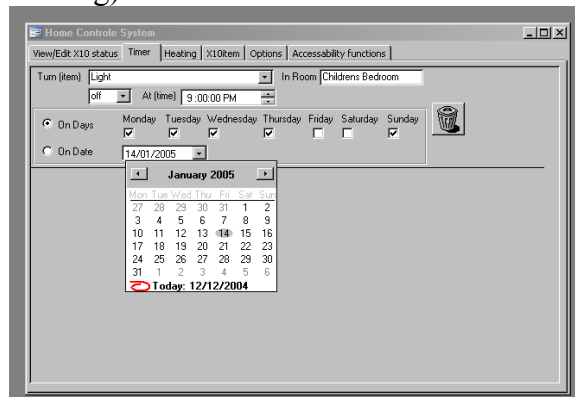 Home Controle System
View/Edit X10 status Timer Heating X10item Options Accessability functions
Turn (item) Light In Room Childrens Bedroom
off At (time) 9:00:00 PM
On Days Monday Tuesday Wednesday Thursday Friday Saturday Sunday
On Date 14/01/2005
January 2005
Mon Tue Wed Thu Fri Sat Sun
27 28 29 30 31 1 2
3 4 5 6 7 8 9
10 11 12 13 14 15 16
17 18 19 20 21 22 23
24 25 26 27 28 29 30
31 1 2 3 4 5 6
Today: 12/12/2004